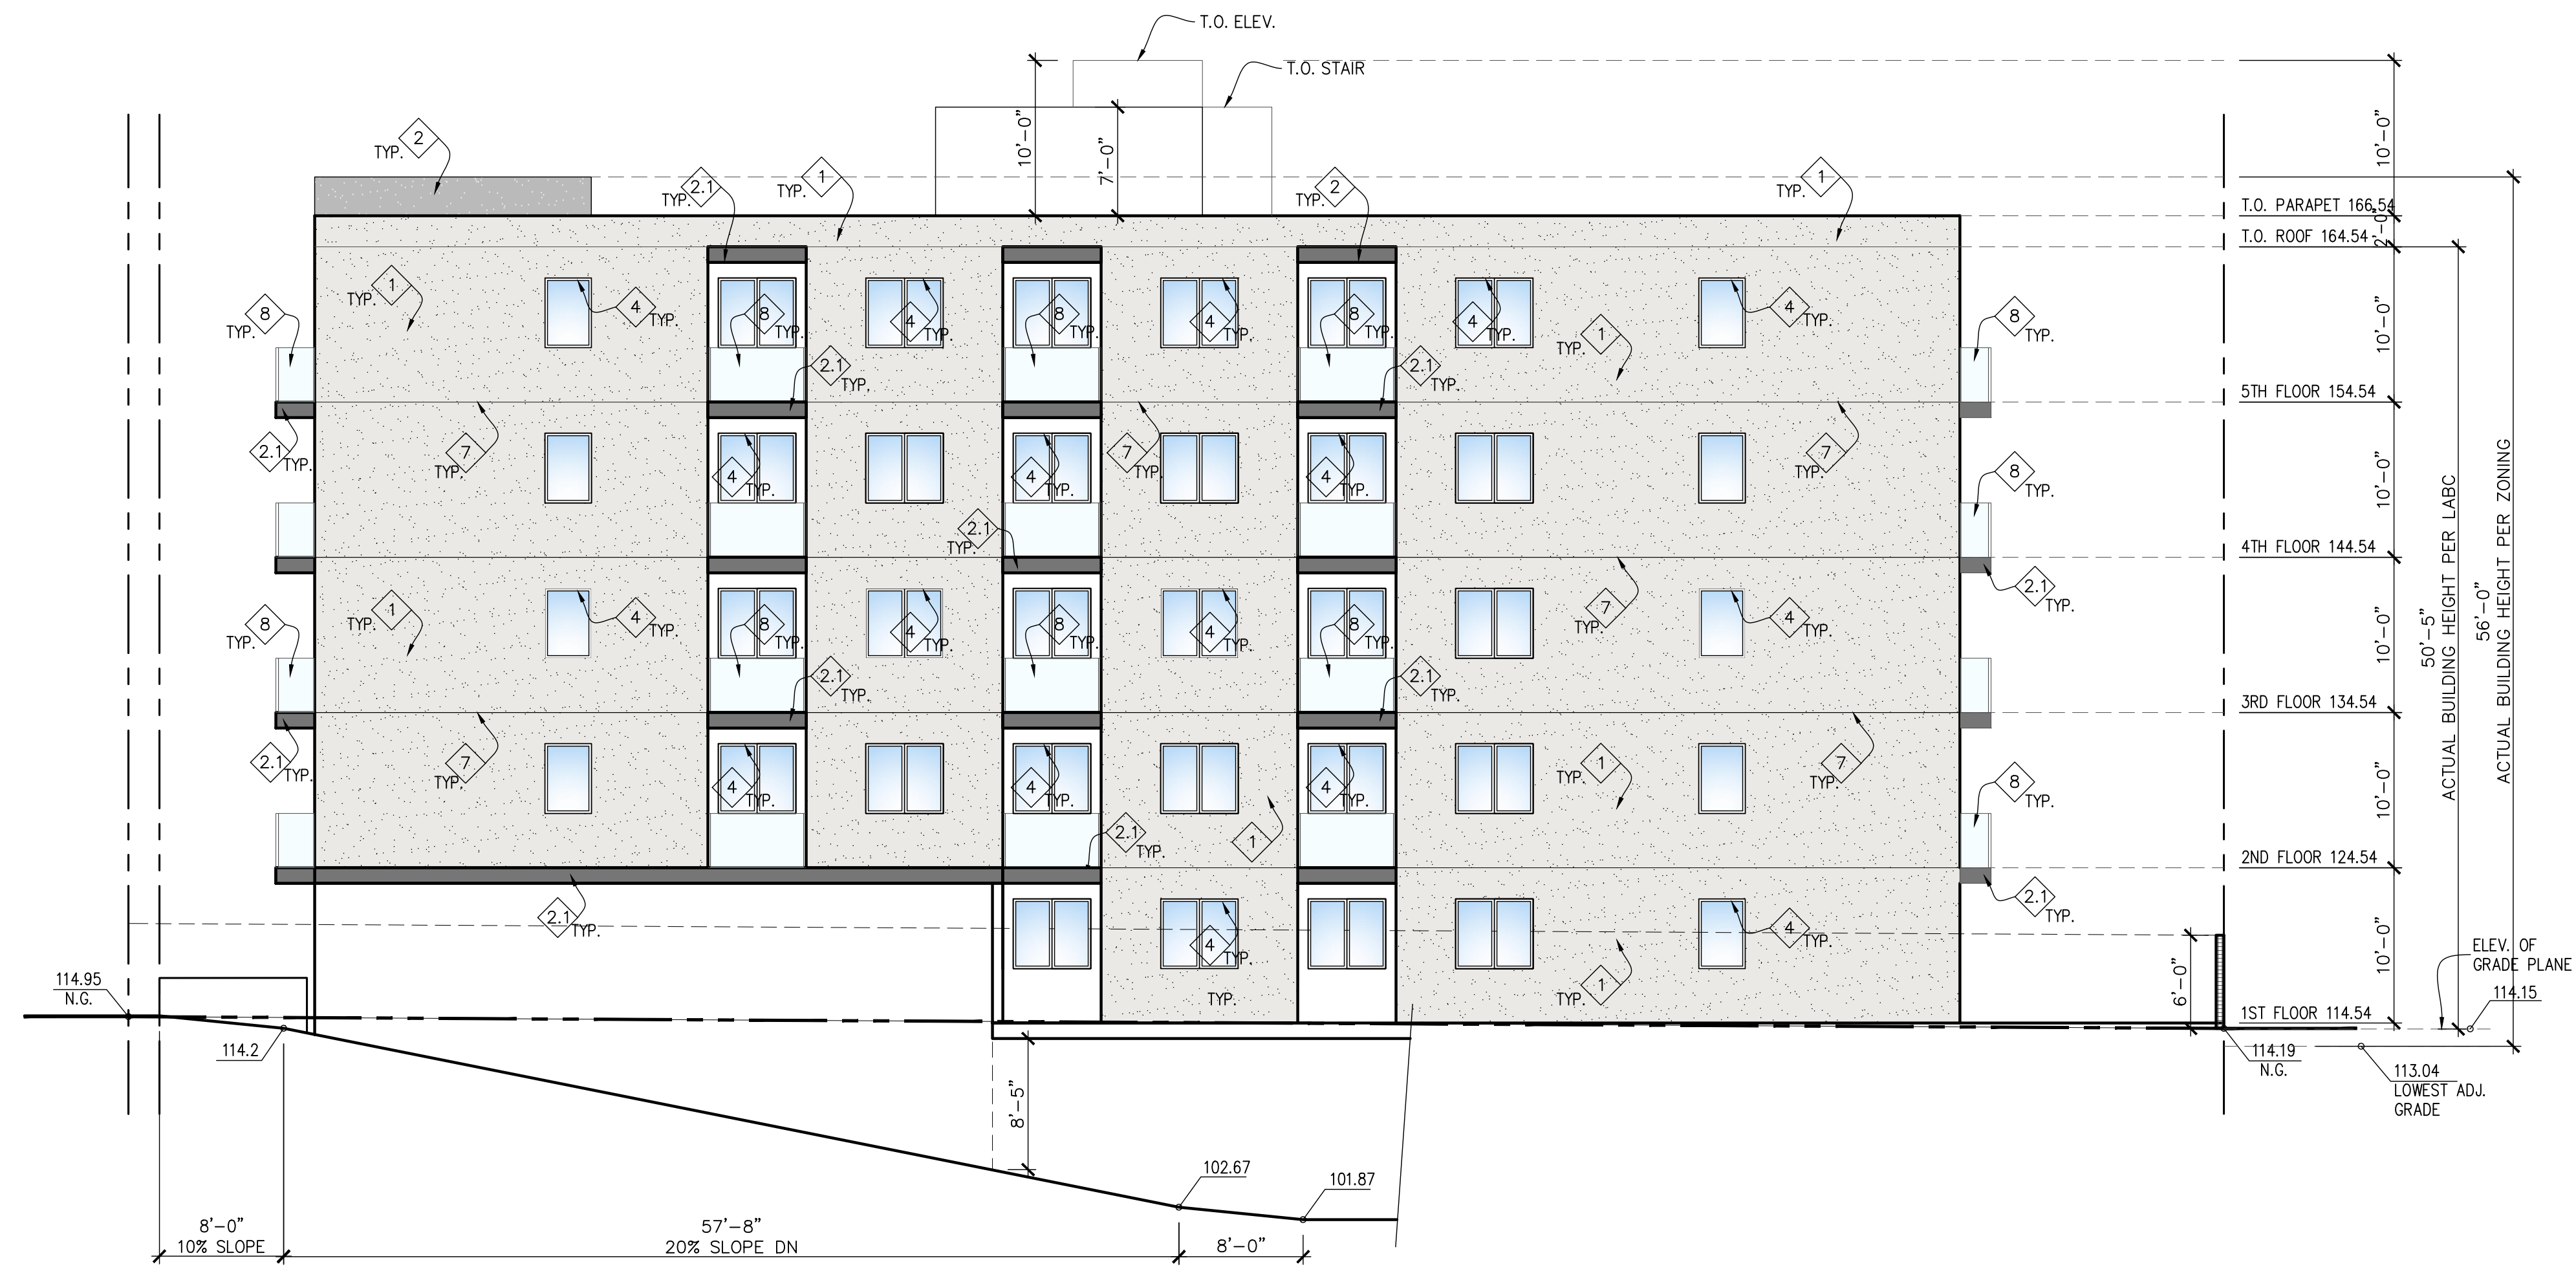 T.O. ELEV.
T.O. STAIR
10'-0"
7'-0"
10'-0"
2
TYP.
2.1
TYP.
1
TYP.
2
TYP.
1
TYP.
T.O. PARAPET 166.54
2'-0"
T.O. ROOF 164.54
1
TYP.
8
TYP.
4
TYP.
8
TYP.
4
TYP.
8
TYP.
4
TYP.
8
TYP.
4
TYP.
1
TYP.
4
TYP.
8
TYP.
10'-0"
2.1
TYP.
2.1
TYP.
5TH FLOOR 154.54
2.1
TYP.
7
TYP.
4
TYP.
4
TYP.
7
TYP.
4
TYP.
7
TYP.
8
TYP.
10'-0"
2.1
TYP.
4TH FLOOR 144.54
50'-5"
ACTUAL BUILDING HEIGHT PER LABC
56'-0"
ACTUAL BUILDING HEIGHT PER ZONING
8
TYP.
1
TYP.
4
TYP.
8
TYP.
4
TYP.
8
TYP.
4
TYP.
8
TYP.
7
TYP.
4
TYP.
2.1
TYP.
10'-0"
2.1
TYP.
2.1
TYP.
3RD FLOOR 134.54
2.1
TYP.
7
TYP.
4
TYP.
4
TYP.
4
TYP.
1
TYP.
7
TYP.
8
TYP.
10'-0"
2.1
TYP.
1
2ND FLOOR 124.54
2.1
TYP.
4
TYP.
4
TYP.
2.1
TYP.
10'-0"
ELEV. OF
GRADE PLANE
114.95
N.G.
TYP.
1
TYP.
6'-0"
114.15
1ST FLOOR 114.54
114.2
114.19
N.G.
113.04
LOWEST ADJ.
GRADE
8'-5"
102.67
101.87
8'-0"
10% SLOPE
57'-8"
20% SLOPE DN
8'-0"